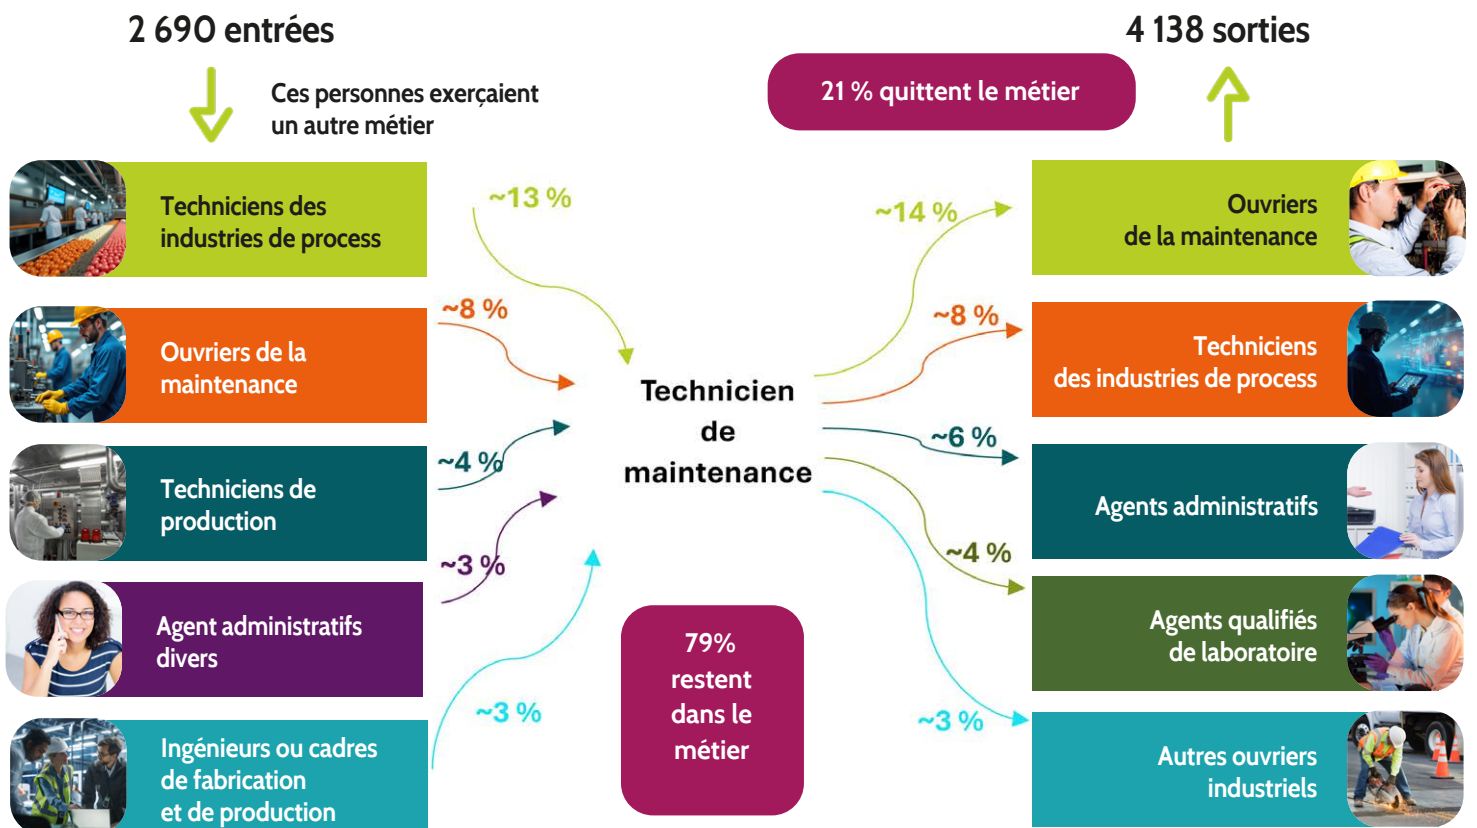 2 690 entrées
Ces personnes exerçaient
un autre métier
Techniciens des
industries de process
Ouvriers de la
maintenance
Techniciens de
production
Agent administratifs
divers
Ingénieurs ou cadres
de fabrication
et de production
~13 %
~8 %
~4 %
~3 %
~3 %
Technicien
de
maintenance
79%
restent
dans le
métier
4 138 sorties
21 % quittent le métier
~14 %
~8 %
~6 %
~4 %
~3 %
Ouvriers
de la maintenance
Techniciens
des industries de process
Agents administratifs
Agents qualifiés
de laboratoire
Autres ouvriers
industriels